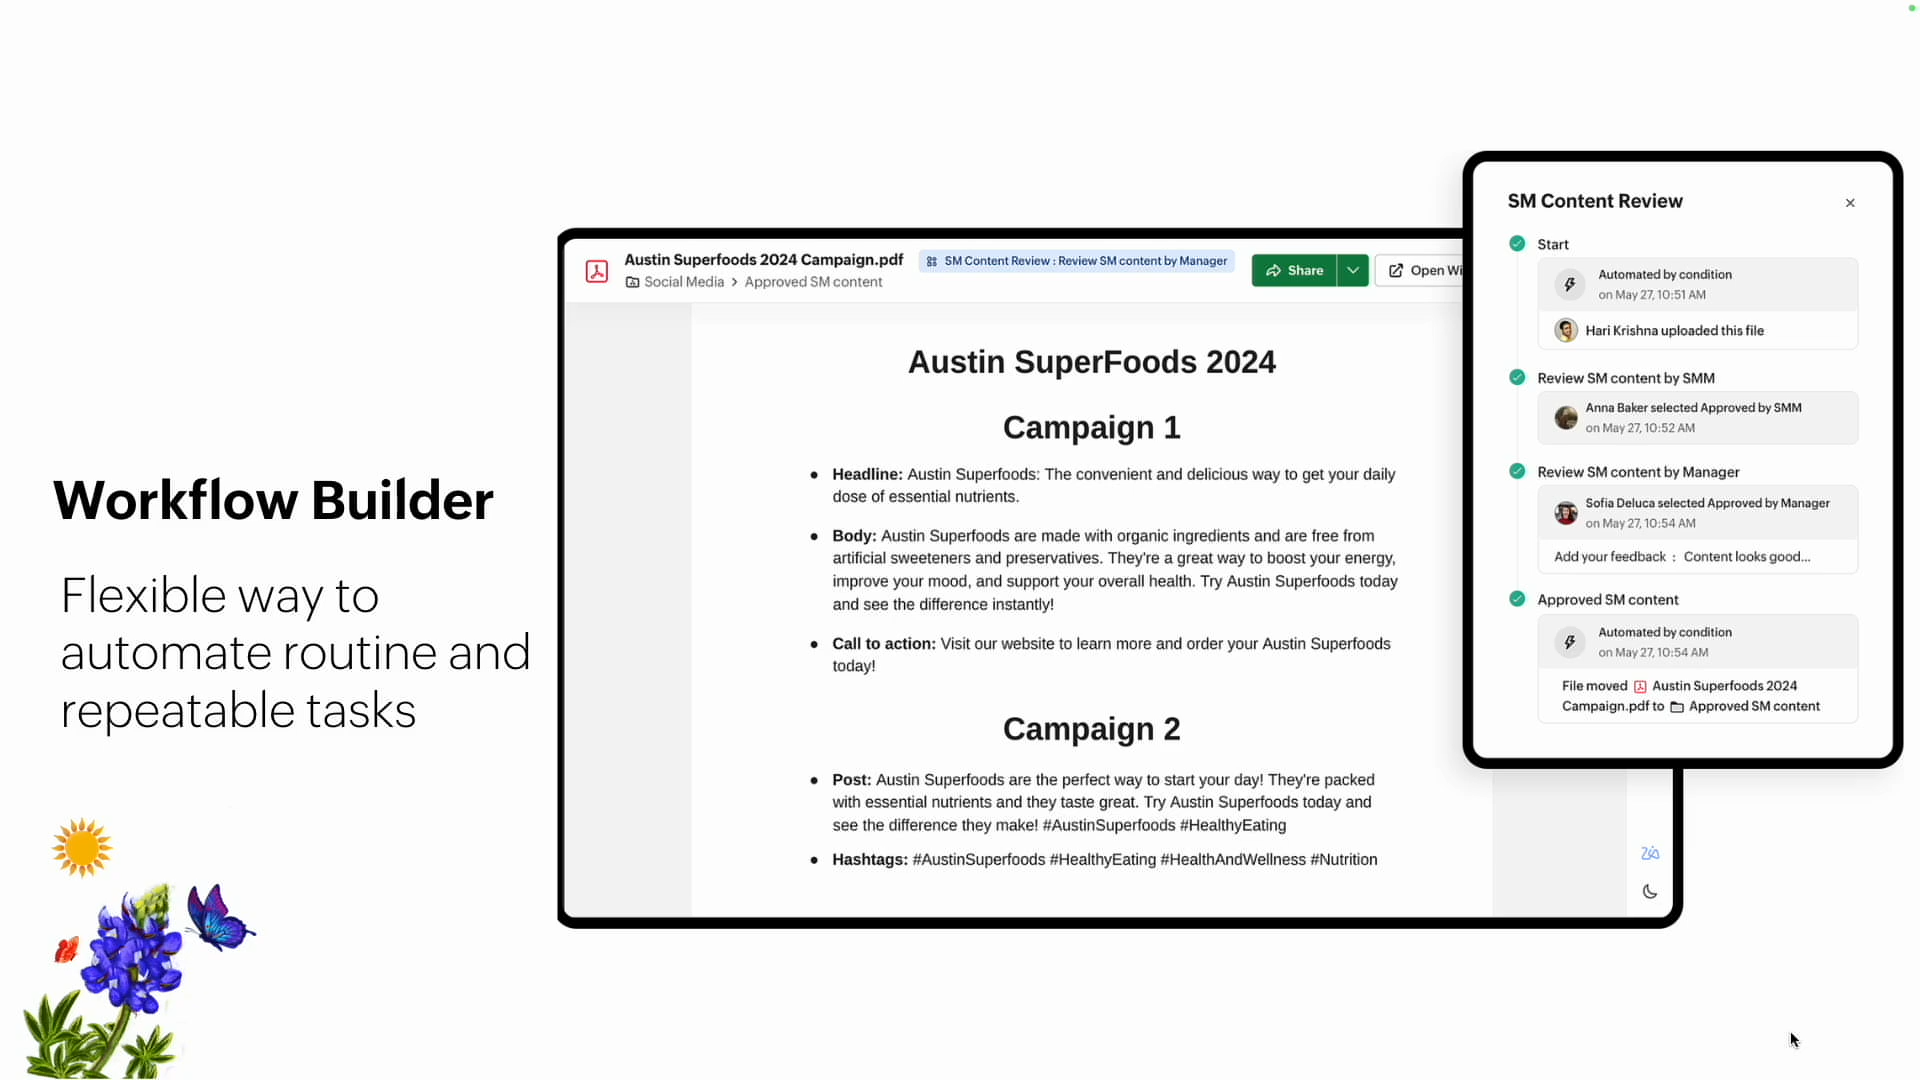 Workflow Builder
Flexible way to
automate routine and
repeatable tasks
Austin Superfoods 2024 Campaign.pdf
SM Content Review : Review SM content by Manager
Social Media > Approved SM content
Share
Open Wi
Austin SuperFoods 2024
Campaign 1
• Headline: Austin Superfoods: The convenient and delicious way to get your daily
dose of essential nutrients.
• Body: Austin Superfoods are made with organic ingredients and are free from
artificial sweeteners and preservatives. They're a great way to boost your energy,
improve your mood, and support your overall health. Try Austin Superfoods today
and see the difference instantly!
• Call to action: Visit our website to learn more and order your Austin Superfoods
today!
Campaign 2
• Post: Austin Superfoods are the perfect way to start your day! They're packed
with essential nutrients and they taste great. Try Austin Superfoods today and
see the difference they make! #AustinSuperfoods #HealthyEating
• Hashtags: #AustinSuperfoods #HealthyEating #HealthAndWellness #Nutrition
SM Content Review
Start
Automated by condition
on May 27, 10:51 AM
Hari Krishna uploaded this file
Review SM content by SMM
Anna Baker selected Approved by SMM
on May 27, 10:52 AM
Review SM content by Manager
Sofia Deluca selected Approved by Manager
on May 27, 10:54 AM
Add your feedback : Content looks good...
Approved SM content
Automated by condition
on May 27, 10:54 AM
File moved Austin Superfoods 2024
Campaign.pdf to Approved SM content